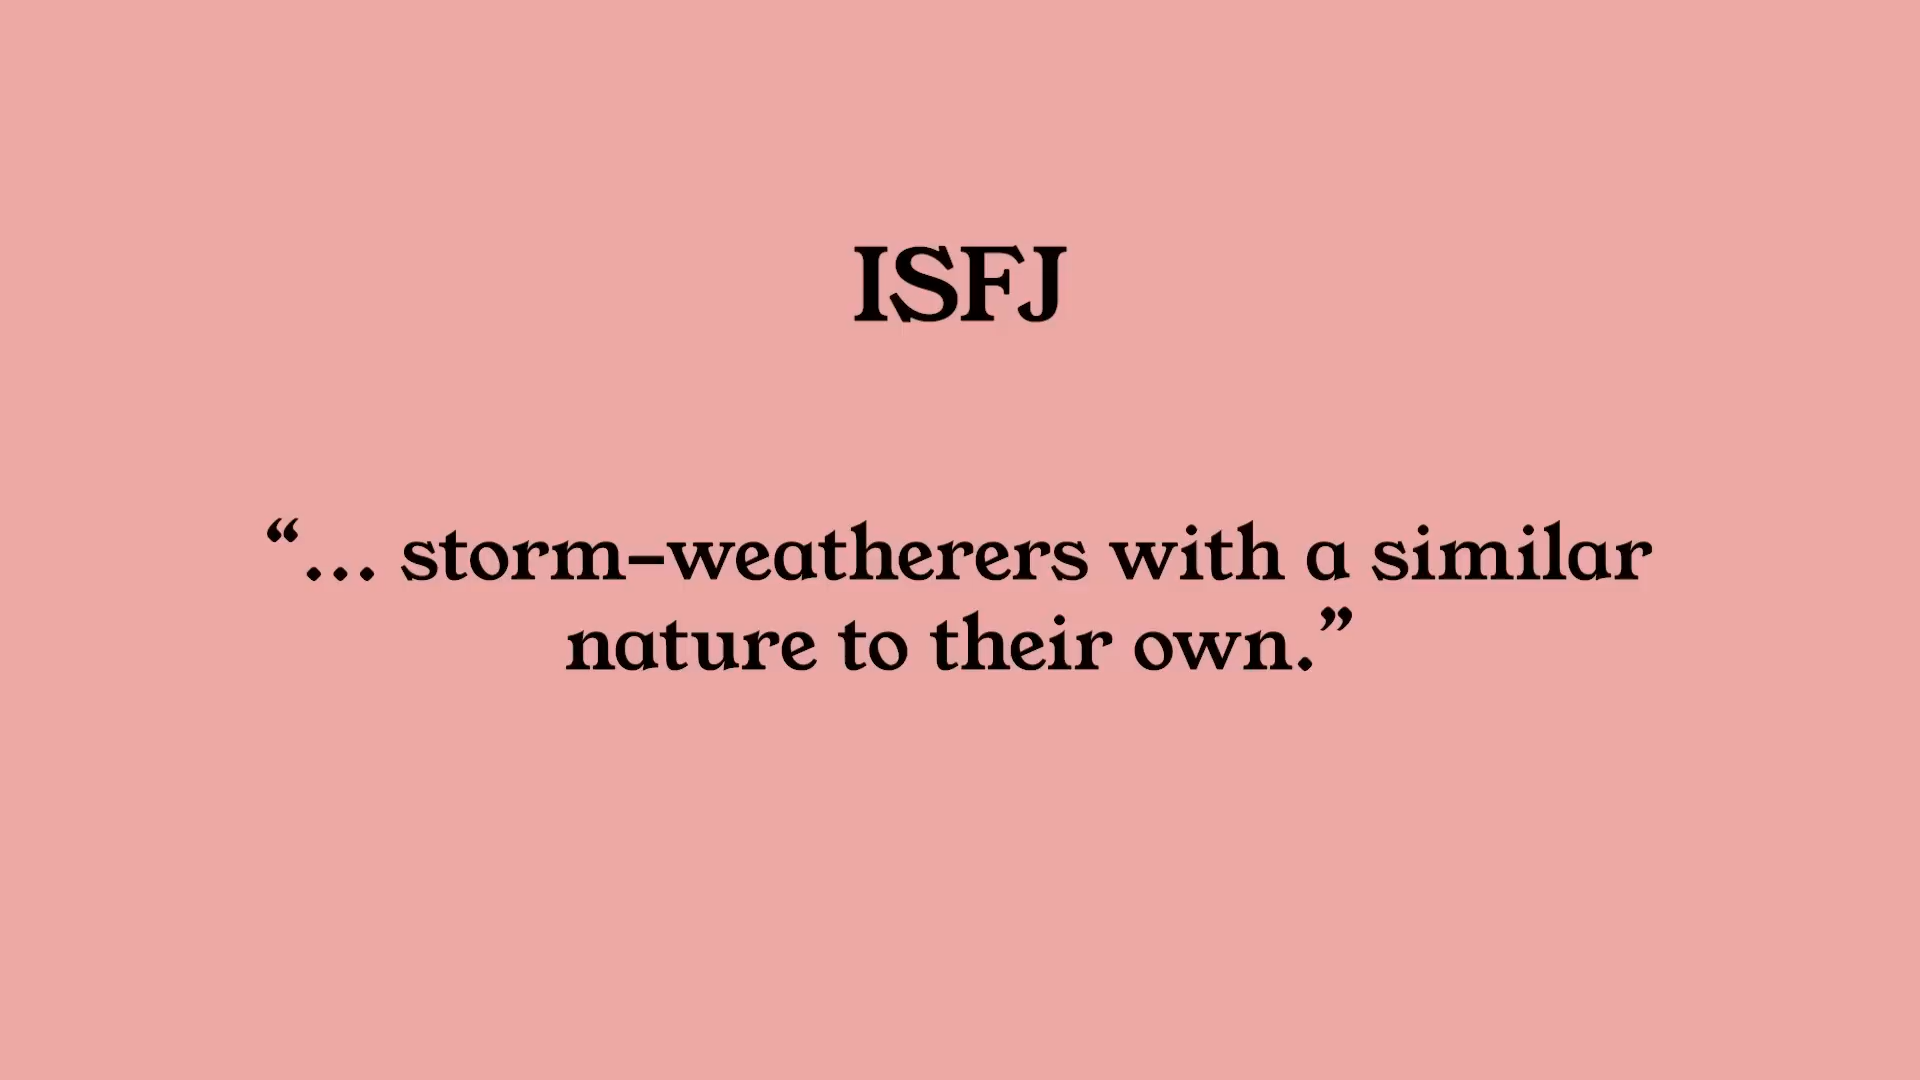 ISFJ
“... storm-weatherers with a similar
nature to their own.”